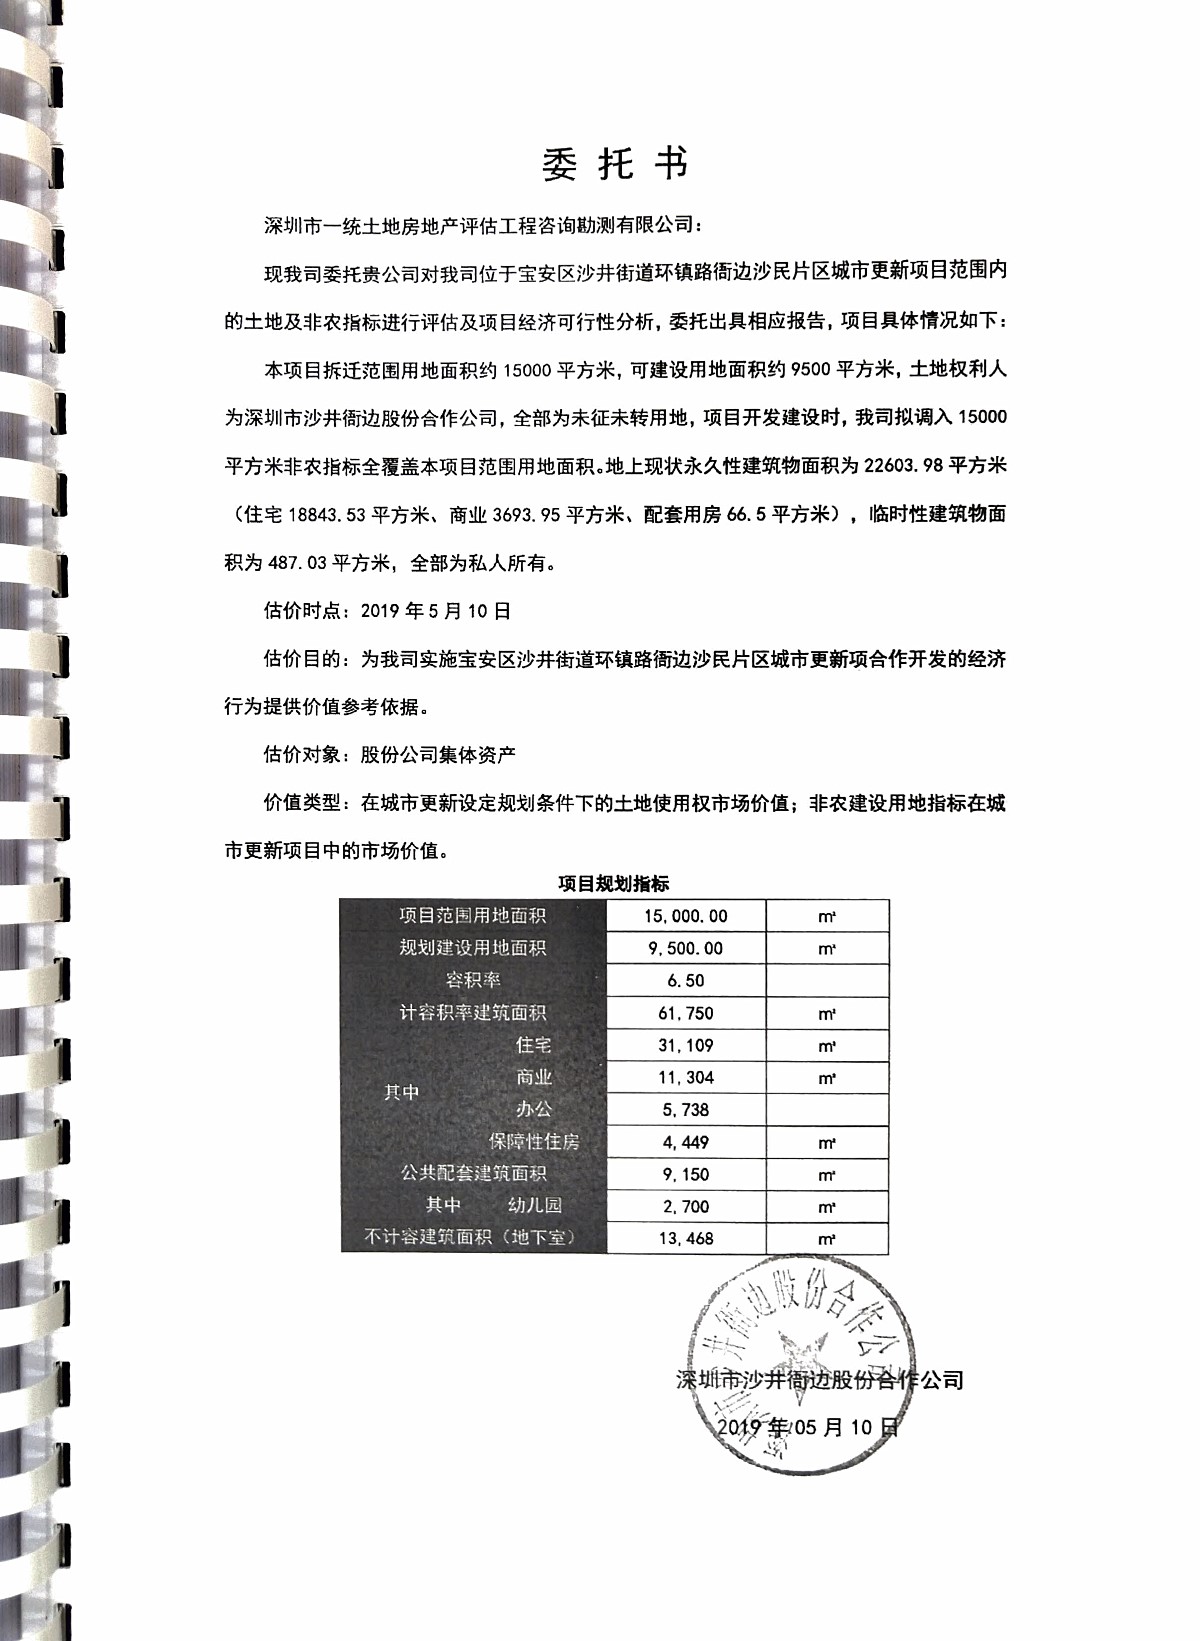 委托书
深圳市一统土地房地产评估工程咨询勘测有限公司：
现我司委托贵公司对我司位于宝安区沙井街道环镇路衙边沙民片区城市更新项目范围内
的土地及非农指标进行评估及项目经济可行性分析，委托出具相应报告，项目具体情况如下：
本项目拆迁范围用地面积约 15000 平方米，可建设用地面积约 9500 平方米，土地权利人
为深圳市沙井衙边股份合作公司，全部为未征未转用地，项目开发建设时，我司拟调入 15000
平方米非农指标全覆盖本项目范围用地面积。地上现状永久性建筑物面积为 22603.98 平方米
（住宅 18843.53 平方米、商业 3693.95 平方米、配套用房 66.5 平方米），临时性建筑物面
积为 487.03 平方米，全部为私人所有。
估价时点：2019 年 5 月 10 日
估价目的：为我司实施宝安区沙井街道环镇路衙边沙民片区城市更新项合作开发的经济
行为提供价值参考依据。
估价对象：股份公司集体资产
价值类型：在城市更新设定规划条件下的土地使用权市场价值；非农建设用地指标在城
市更新项目中的市场价值。
项目规划指标
项目范围用地面积 15,000.00 ㎡
规划建设用地面积 9,500.00 ㎡
容积率 6.50
计容积率建筑面积 61,750 ㎡
其中 住宅 31,109 ㎡
商业 11,304 ㎡
办公 5,738
保障性住房 4,449 ㎡
公共配套建筑面积 9,150 ㎡
其中 幼儿园 2,700 ㎡
不计容建筑面积（地下室） 13,468 ㎡
深圳市沙井衙边股份合作公司
深圳市沙井衙边股份合作公司
2019 年 05 月 10 日